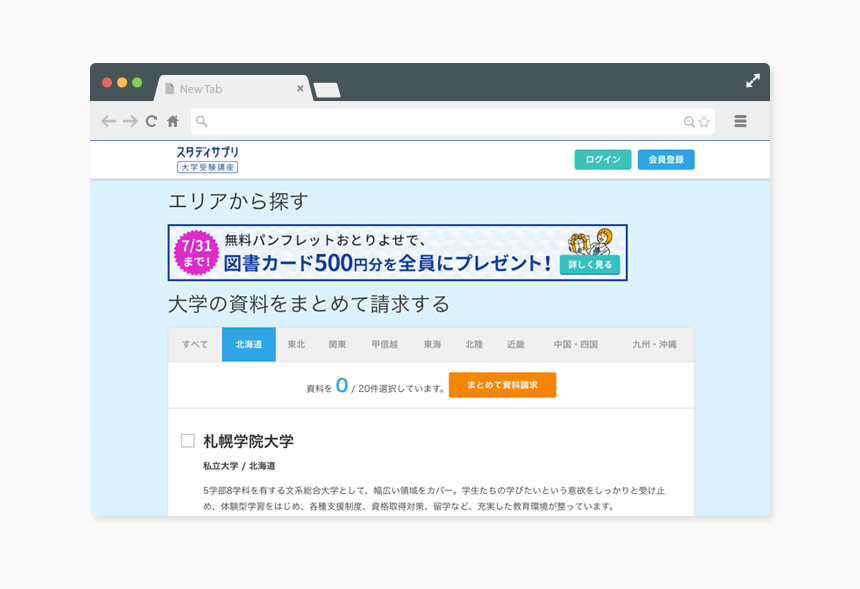 New Tab
スタディサプリ
大学受験講座
ログイン
会員登録
エリアから探す
7/31
まで!
無料パンフレットおとりよせで、
図書カード500円分を全員にプレゼント!
詳しく見る
大学の資料をまとめて請求する
すべて 北海道 東北 関東 甲信越 東海 北陸 近畿 中国・四国 九州・沖縄
資料を 0 / 20件選択しています。 まとめて資料請求
札幌学院大学
私立大学 / 北海道
5学部8学科を有する文系総合大学として、幅広い領域をカバー。学生たちの学びたいという意欲をしっかりと受け止
め、体験型学習をはじめ、各種支援制度、資格取得対策、留学など、充実した教育環境が整っています。